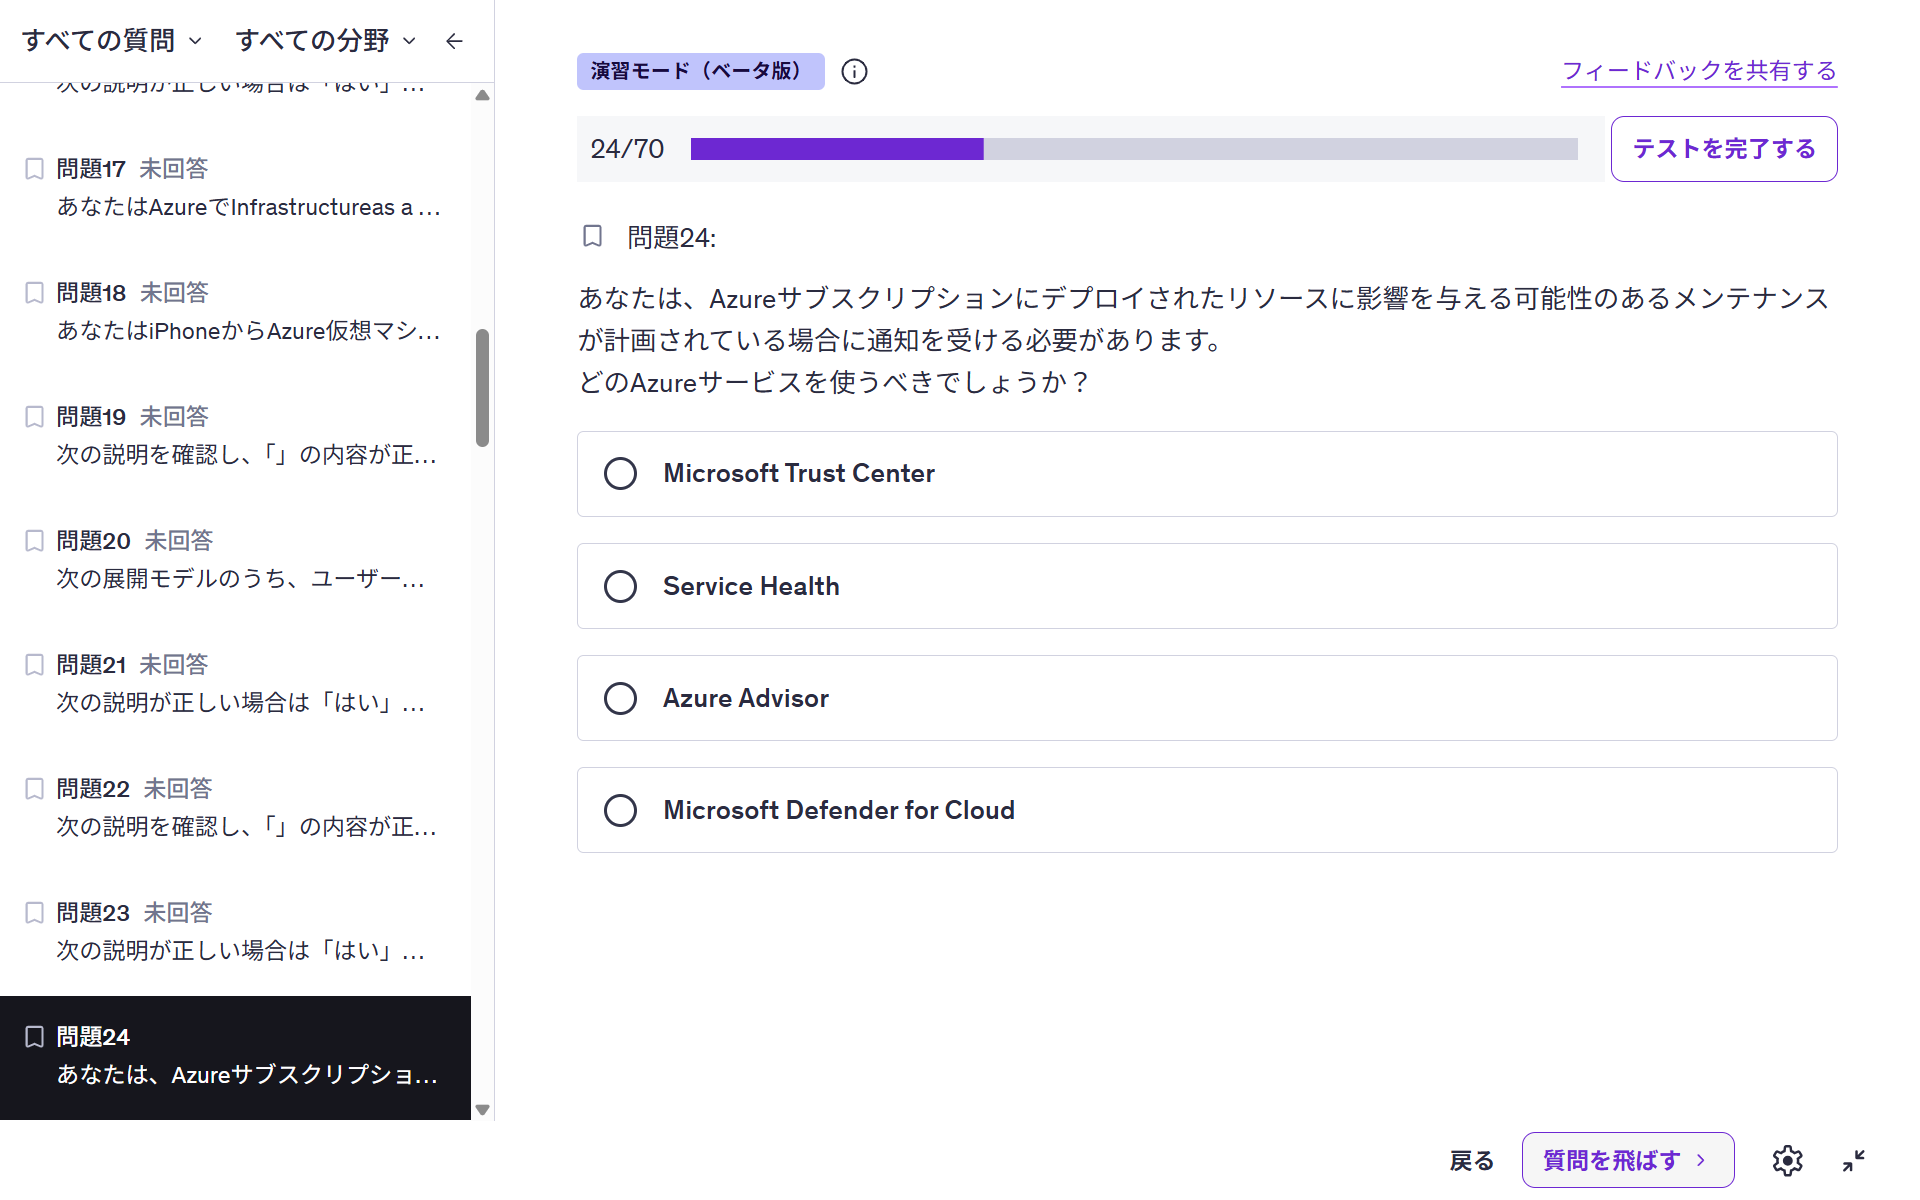 すべての質問
すべての分野
次の説明が正しい場合は「はい」…
問題17 未回答
あなたはAzureでInfrastructureas a …
問題18 未回答
あなたはiPhoneからAzure仮想マシ…
問題19 未回答
次の説明を確認し、「」の内容が正…
問題20 未回答
次の展開モデルのうち、ユーザー…
問題21 未回答
次の説明が正しい場合は「はい」…
問題22 未回答
次の説明を確認し、「」の内容が正…
問題23 未回答
次の説明が正しい場合は「はい」…
問題24
あなたは、Azureサブスクリプショ…
演習モード（ベータ版）
フィードバックを共有する
24/70
テストを完了する
問題24:
あなたは、Azureサブスクリプションにデプロイされたリソースに影響を与える可能性のあるメンテナンス
が計画されている場合に通知を受ける必要があります。
どのAzureサービスを使うべきでしょうか？
Microsoft Trust Center
Service Health
Azure Advisor
Microsoft Defender for Cloud
戻る
質問を飛ばす